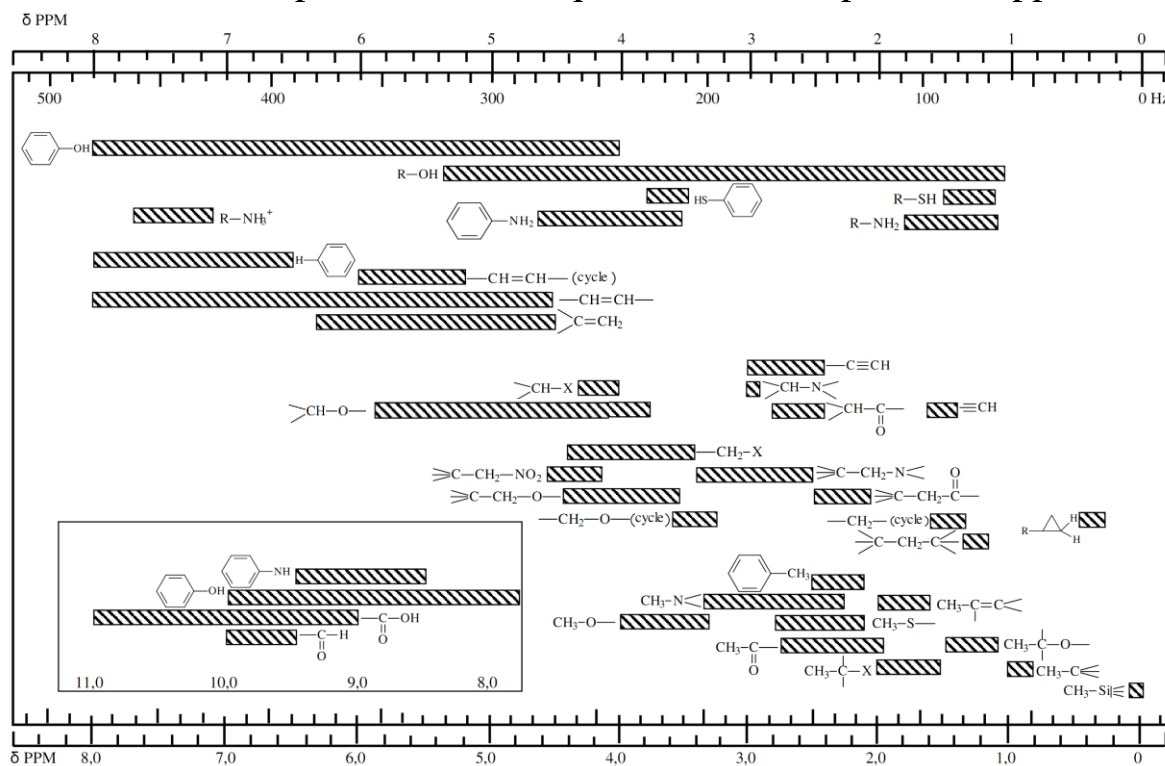 δ PPM
8 7 6 5 4 3 2 1 0
500 400 300 200 100 0 Hz
OH
R—OH
HS
R—SH
R—NH3+
NH2
R—NH2
H
—CH=CH—(cycle)
—CH=CH—
C=CH2
—C≡CH
CH—X
CH—N
CH—O—
CH—C—
O
≡CH
—CH2—X
C—CH2—NO2
C—CH2—N
O
C—CH2—O—
C—CH2—C—
—CH2—O—(cycle)
—CH2—(cycle)
H
R
H
C—CH2—C
CH3
NH
OH
CH3—N
CH3—C=C
C—OH
O
CH3—O—
CH3—S—
C—H
O
CH3—C—
O
CH3—C—O—
CH3—C—X
CH3—C
CH3—Si
11,0 10,0 9,0 8,0
δ PPM 8,0 7,0 6,0 5,0 4,0 3,0 2,0 1,0 0